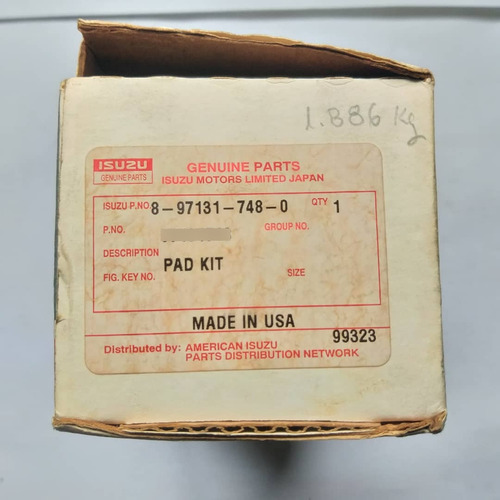 1.886 Kg
ISUZU
GENUINE PARTS
GENUINE PARTS
ISUZU MOTORS LIMITED JAPAN
ISUZU P.NO. 8-97131-748-0 QTY 1
P.NO. GROUP NO.
DESCRIPTION
PAD KIT
FIG. KEY NO. SIZE
MADE IN USA
99323
Distributed by: AMERICAN ISUZU
PARTS DISTRIBUTION NETWORK